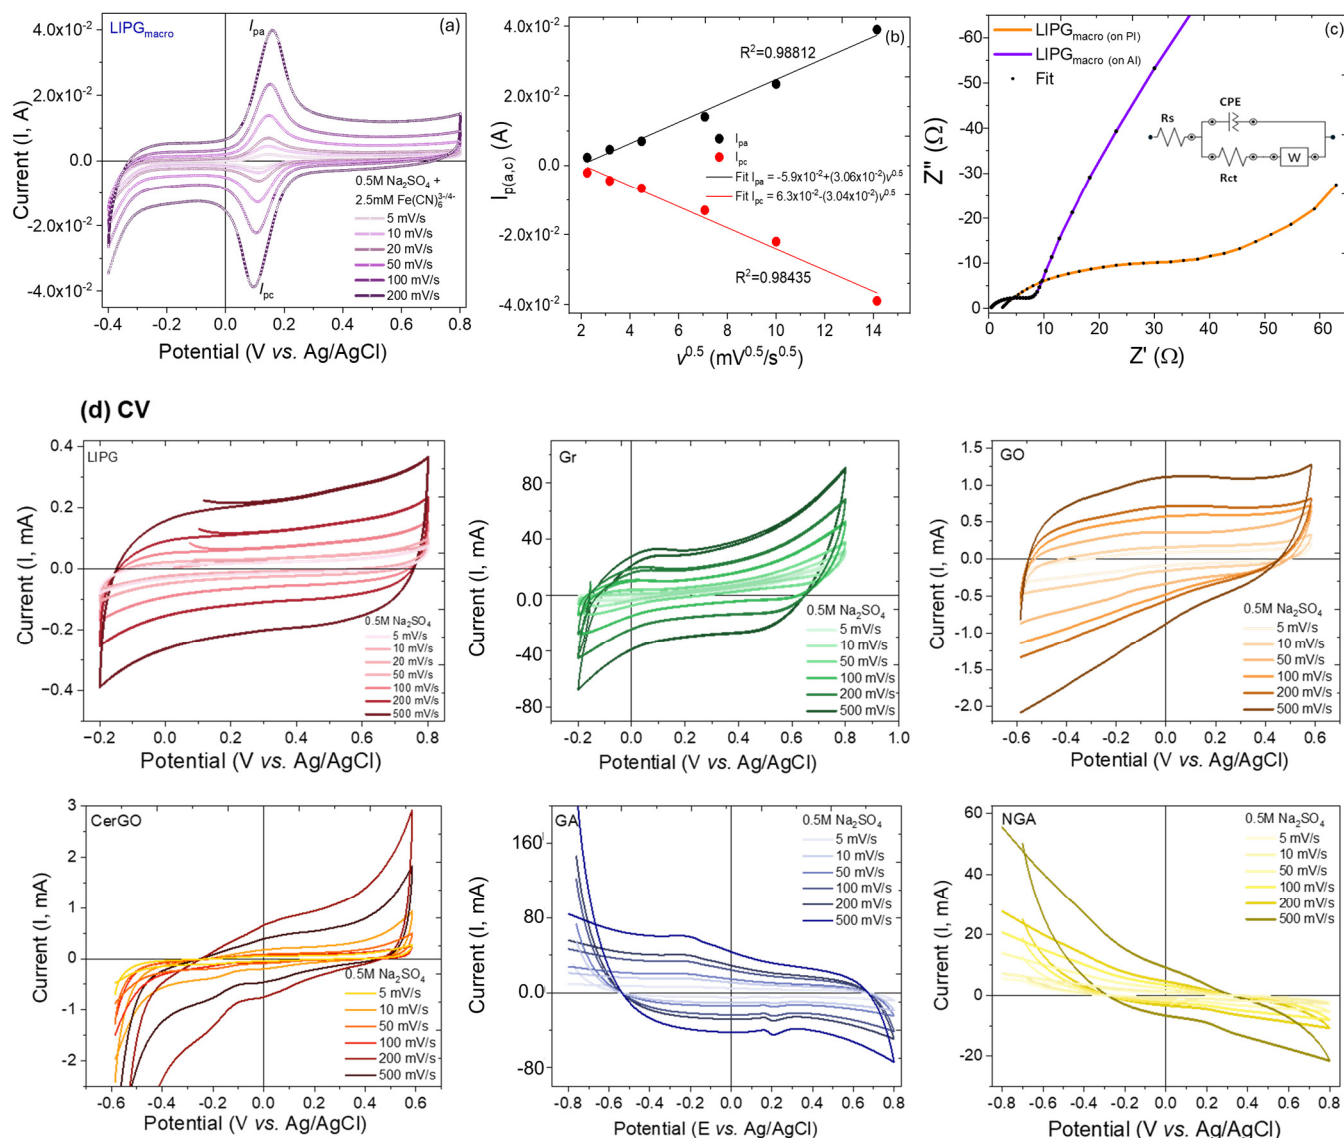 LIPGmacro
Ipa
(a)
4.0x10-2
2.0x10-2
0.0
-2.0x10-2
-4.0x10-2
Current (I, A)
0.5M Na2SO4 +
2.5mM Fe(CN)6 3-/4-
5 mV/s
10 mV/s
20 mV/s
50 mV/s
100 mV/s
200 mV/s
Ipc
-0.4 -0.2 0.0 0.2 0.4 0.6 0.8
Potential (V vs. Ag/AgCl)
(b)
R2=0.98812
4.0x10-2
2.0x10-2
0.0
-2.0x10-2
-4.0x10-2
Ip(a,c) (A)
Ipa
Ipc
Fit Ipa = -5.9x10-2+(3.06x10-2)v0.5
Fit Ipc = 6.3x10-2-(3.04x10-2)v0.5
R2=0.98435
2 4 6 8 10 12 14
v0.5 (mV0.5/s0.5)
(c)
LIPGmacro (on PI)
LIPGmacro (on Al)
Fit
-60
-50
-40
-30
-20
-10
0
Z" (Ω)
Rs
CPE
Rct
W
0 10 20 30 40 50 60
Z' (Ω)
(d) CV
LIPG
0.4
0.2
0.0
−0.2
−0.4
Current (I, mA)
0.5M Na2SO4
5 mV/s
10 mV/s
20 mV/s
50 mV/s
100 mV/s
200 mV/s
500 mV/s
−0.2 0.0 0.2 0.4 0.6 0.8
Potential (V vs. Ag/AgCl)
Gr
80
40
0.0
-40
-80
Current (I, mA)
0.5M Na2SO4
5 mV/s
10 mV/s
50 mV/s
100 mV/s
200 mV/s
500 mV/s
-0.2 0.0 0.2 0.4 0.6 0.8 1.0
Potential (V vs. Ag/AgCl)
GO
1.5
1.0
0.5
0.0
-0.5
-1.0
-1.5
-2.0
Current (I, mA)
0.5M Na2SO4
5 mV/s
10 mV/s
50 mV/s
100 mV/s
200 mV/s
500 mV/s
-0.6 -0.4 -0.2 0.0 0.2 0.4 0.6
Potential (V vs. Ag/AgCl)
CerGO
3
2
1
0
-1
-2
Current (I, mA)
0.5M Na2SO4
5 mV/s
10 mV/s
50 mV/s
100 mV/s
200 mV/s
500 mV/s
-0.6 -0.4 -0.2 0.0 0.2 0.4 0.6
Potential (V vs. Ag/AgCl)
GA
160
80
0.0
-80
Current (I, mA)
0.5M Na2SO4
5 mV/s
10 mV/s
50 mV/s
100 mV/s
200 mV/s
500 mV/s
-0.8 -0.6 -0.4 -0.2 0.0 0.2 0.4 0.6 0.8
Potential (E vs. Ag/AgCl)
NGA
60
40
20
0
-20
Current (I, mA)
0.5M Na2SO4
5 mV/s
10 mV/s
50 mV/s
100 mV/s
200 mV/s
500 mV/s
-0.8 -0.6 -0.4 -0.2 0.0 0.2 0.4 0.6 0.8
Potential (V vs. Ag/AgCl)